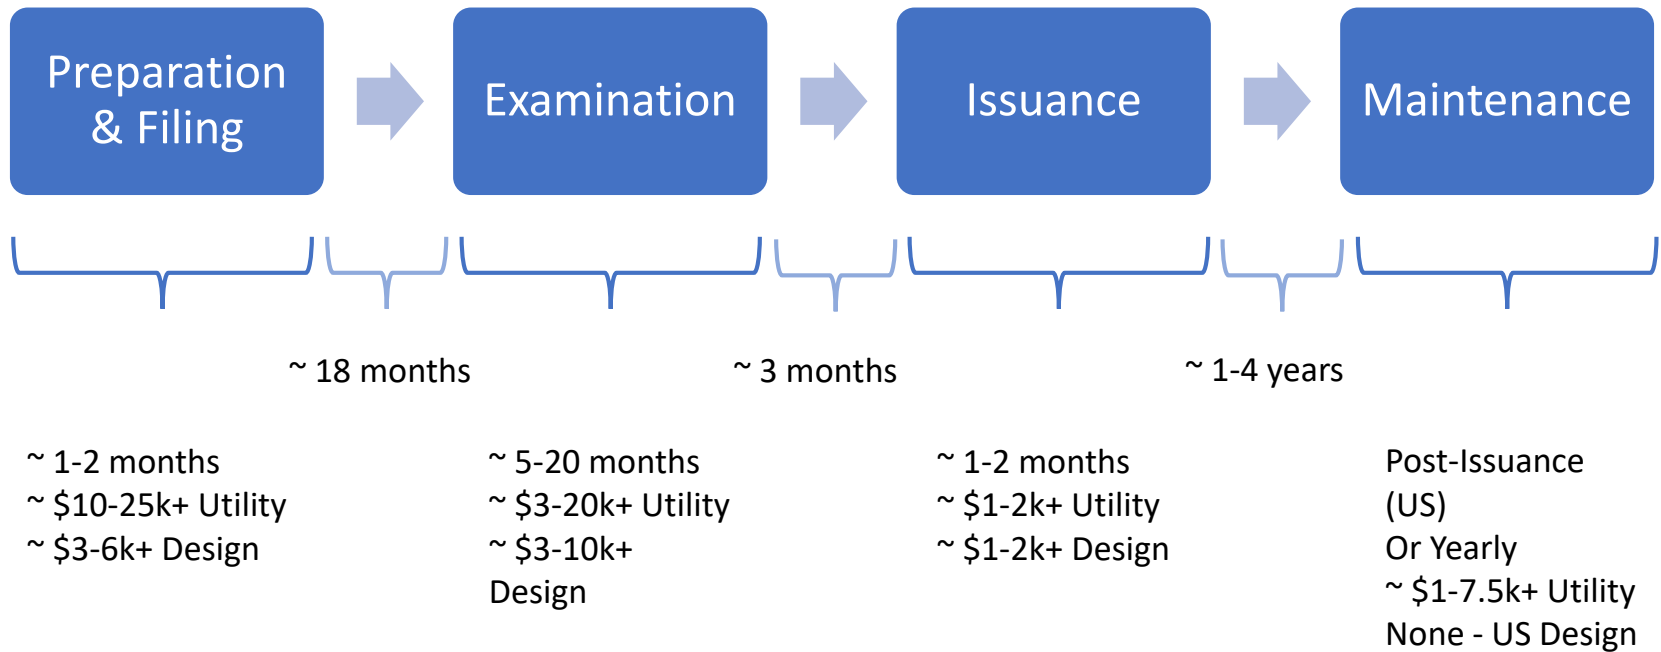 Preparation
& Filing
Examination
Issuance
Maintenance
~ 18 months
~ 3 months
~ 1-4 years
~ 1-2 months
~ $10-25k+ Utility
~ $3-6k+ Design
~ 5-20 months
~ $3-20k+ Utility
~ $3-10k+
Design
~ 1-2 months
~ $1-2k+ Utility
~ $1-2k+ Design
Post-Issuance
(US)
Or Yearly
~ $1-7.5k+ Utility
None - US Design